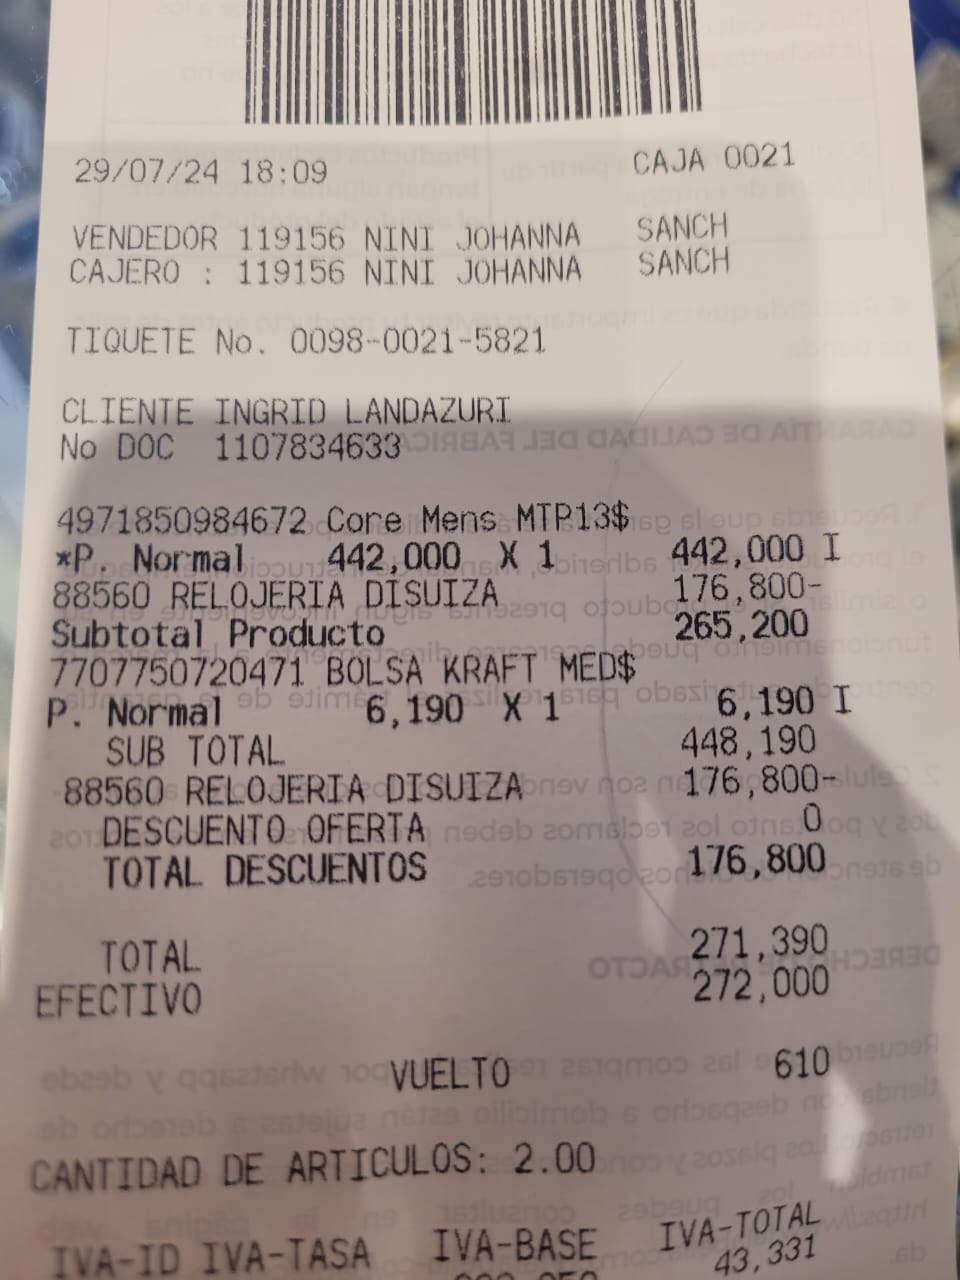 29/07/24 18:09 CAJA 0021
VENDEDOR 119156 NINI JOHANNA SANCH
CAJERO : 119156 NINI JOHANNA SANCH
TIQUETE No. 0098-0021-5821
CLIENTE INGRID LANDAZURI
No DOC 1107834633
4971850984672 Core Mens MTP13$
*P. Normal 442,000 X 1 442,000 I
88560 RELOJERIA DISUIZA 176,800-
Subtotal Producto 265,200
7707750720471 BOLSA KRAFT MED$
P. Normal 6,190 X 1 6,190 I
SUB TOTAL 448,190
88560 RELOJERIA DISUIZA 176,800-
DESCUENTO OFERTA 0
TOTAL DESCUENTOS 176,800
TOTAL 271,390
EFECTIVO 272,000
VUELTO 610
CANTIDAD DE ARTICULOS: 2.00
IVA-ID IVA-TASA IVA-BASE IVA-TOTAL
43,331